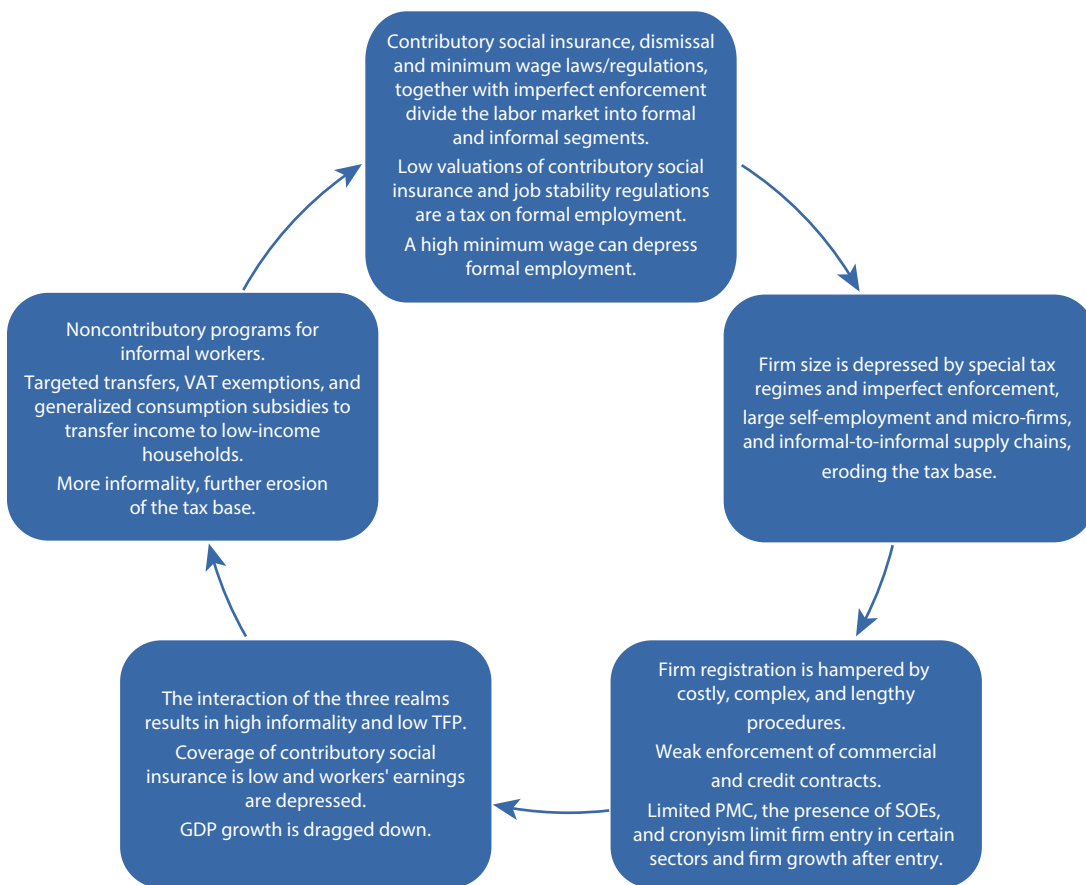 Contributory social insurance, dismissal
and minimum wage laws/regulations,
together with imperfect enforcement
divide the labor market into formal
and informal segments.
Low valuations of contributory social
insurance and job stability regulations
are a tax on formal employment.
A high minimum wage can depress
formal employment.
Firm size is depressed by special tax
regimes and imperfect enforcement,
large self-employment and micro-firms,
and informal-to-informal supply chains,
eroding the tax base.
Firm registration is hampered by
costly, complex, and lengthy
procedures.
Weak enforcement of commercial
and credit contracts.
Limited PMC, the presence of SOEs,
and cronyism limit firm entry in certain
sectors and firm growth after entry.
The interaction of the three realms
results in high informality and low TFP.
Coverage of contributory social
insurance is low and workers' earnings
are depressed.
GDP growth is dragged down.
Noncontributory programs for
informal workers.
Targeted transfers, VAT exemptions, and
generalized consumption subsidies to
transfer income to low-income
households.
More informality, further erosion
of the tax base.